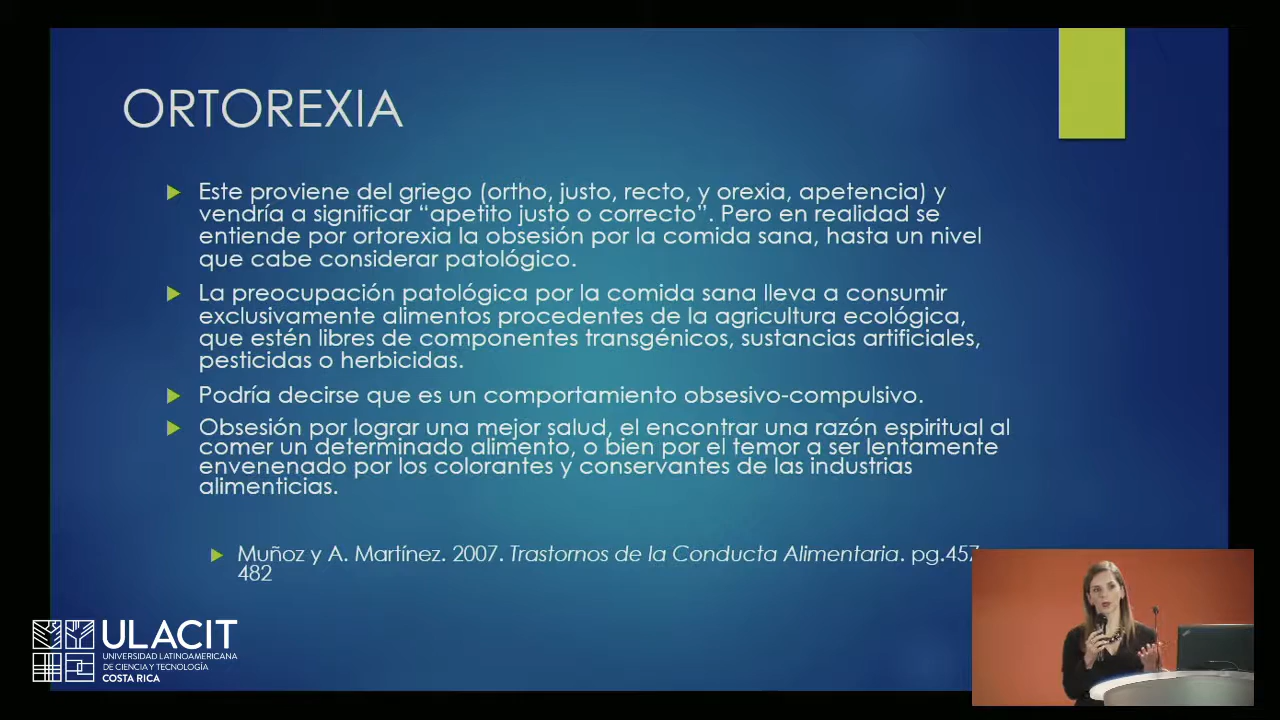 ORTOREXIA
Este proviene del griego (ortho, justo, recto, y orexia, apetencia) y
vendría a significar “apetito justo o correcto”. Pero en realidad se
entiende por ortorexia la obsesión por la comida sana, hasta un nivel
que cabe considerar patológico.
La preocupación patológica por la comida sana lleva a consumir
exclusivamente alimentos procedentes de la agricultura ecológica,
que estén libres de componentes transgénicos, sustancias artificiales,
pesticidas o herbicidas.
Podría decirse que es un comportamiento obsesivo-compulsivo.
Obsesión por lograr una mejor salud, el encontrar una razón espiritual al
comer un determinado alimento, o bien por el temor a ser lentamente
envenenado por los colorantes y conservantes de las industrias
alimenticias.
Muñoz y A. Martínez. 2007. Trastornos de la Conducta Alimentaria. pg.457
482
ULACIT
UNIVERSIDAD LATINOAMERICANA
DE CIENCIA Y TECNOLOGÍA
COSTA RICA